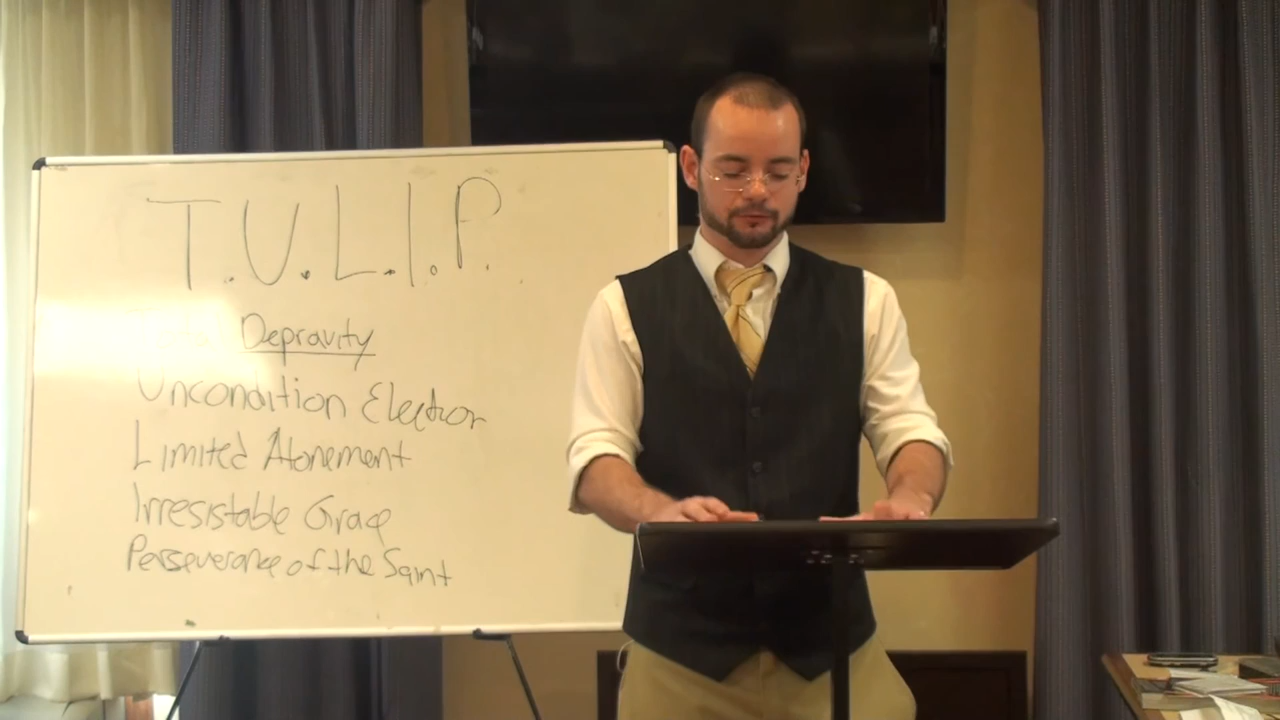 T.U.L.I.P.
Depravity
Uncondition Election
Limited Atonement
Irresistable Grace
Perseverance of the Saint